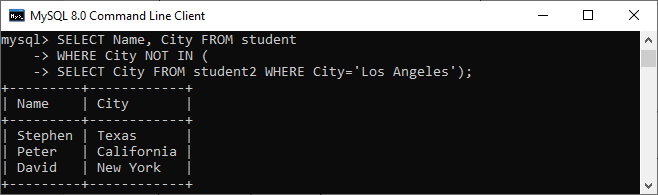 MySQL 8.0 Command Line Client
mysql> SELECT Name, City FROM student
    -> WHERE City NOT IN (
    -> SELECT City FROM student2 WHERE City='Los Angeles');
+---------+------------+
| Name    | City       |
+---------+------------+
| Stephen | Texas      |
| Peter   | California |
| David   | New York   |
+---------+------------+